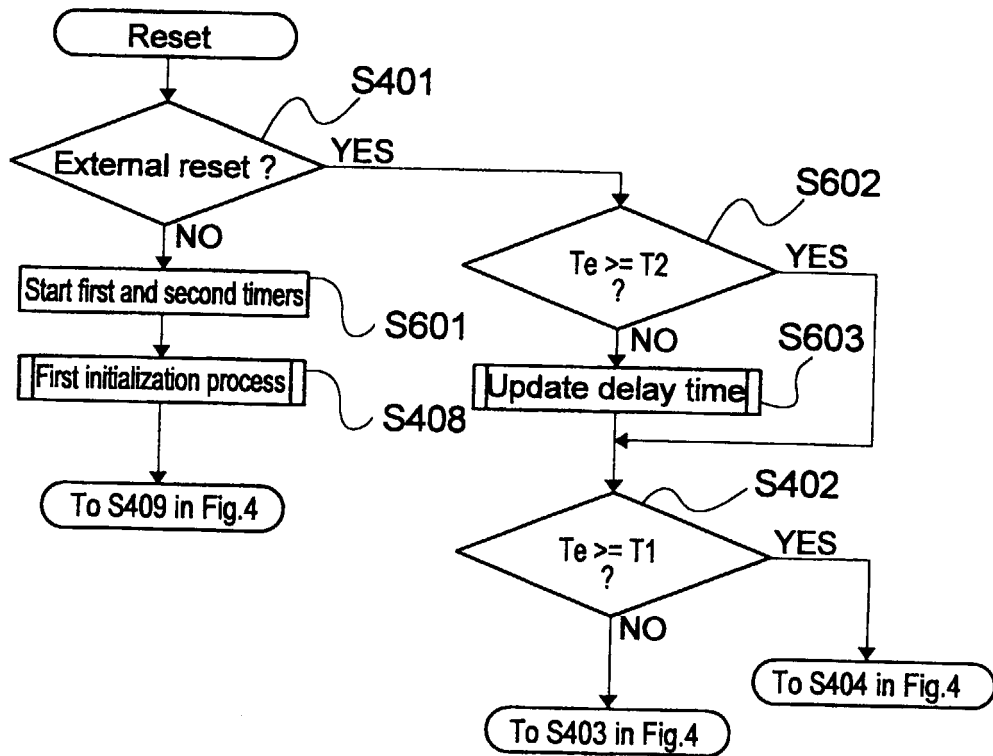 Reset
S401
External reset ?
YES
NO
S602
Te >= T2
?
YES
NO
Start first and second timers
S601
S603
Update delay time
First initialization process
S408
To S409 in Fig.4
S402
Te >= T1
?
YES
NO
To S404 in Fig.4
To S403 in Fig.4